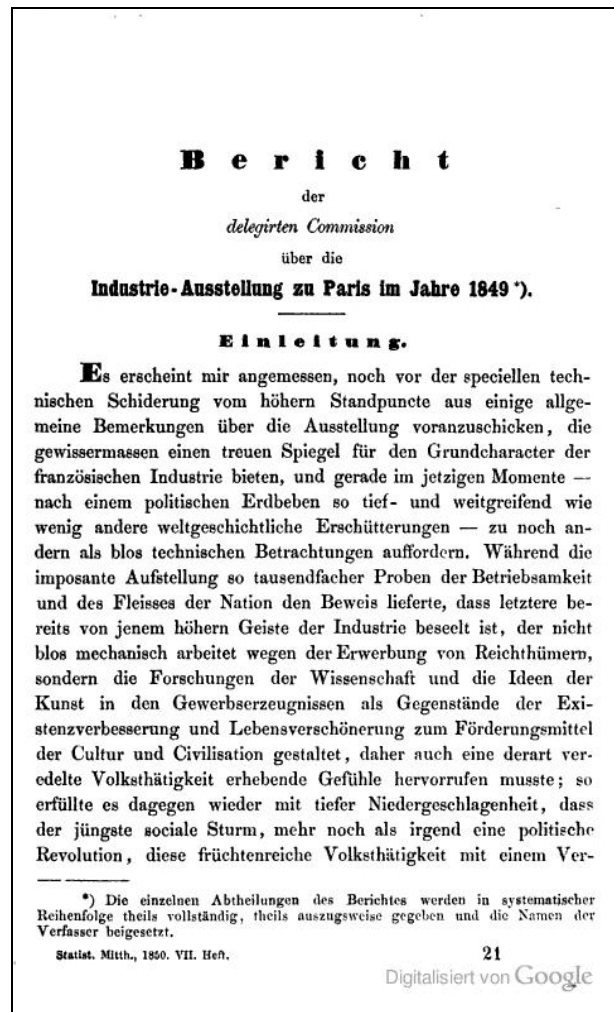 Bericht
der
delegirten Commission
über die
Industrie-Ausstellung zu Paris im Jahre 1849 *).
Einleitung.
Es erscheint mir angemessen, noch vor der speciellen tech-
nischen Schiderung vom höhern Standpuncte aus einige allge-
meine Bemerkungen über die Ausstellung voranzuschicken, die
gewissermassen einen treuen Spiegel für den Grundcharacter der
französischen Industrie bieten, und gerade im jetzigen Momente —
nach einem politischen Erdbeben so tief- und weitgreifend wie
wenig andere weltgeschichtliche Erschütterungen — zu noch an-
dern als blos technischen Betrachtungen auffordern. Während die
imposante Aufstellung so tausendfacher Proben der Betriebsamkeit
und des Fleisses der Nation den Beweis lieferte, dass letztere be-
reits von jenem höhern Geiste der Industrie beseelt ist, der nicht
blos mechanisch arbeitet wegen der Erwerbung von Reichthümern,
sondern die Forschungen der Wissenschaft und die Ideen der
Kunst in den Gewerbserzeugnissen als Gegenstände der Exi-
stenzverbesserung und Lebensverschönerung zum Förderungsmittel
der Cultur und Civilisation gestaltet, daher auch eine derart ver-
edelte Volksthätigkeit erhebende Gefühle hervorrufen musste; so
erfüllte es dagegen wieder mit tiefer Niedergeschlagenheit, dass
der jüngste sociale Sturm, mehr noch als irgend eine politische
Revolution, diese früchtenreiche Volksthätigkeit mit einem Ver-
*) Die einzelnen Abtheilungen des Berichtes werden in systematischer
Reihenfolge theils vollständig, theils auszugsweise gegeben und die Namen der
Verfasser beigesetzt.
Statist. Mitth., 1850. VII. Heft. 21
Digitalisiert von Google